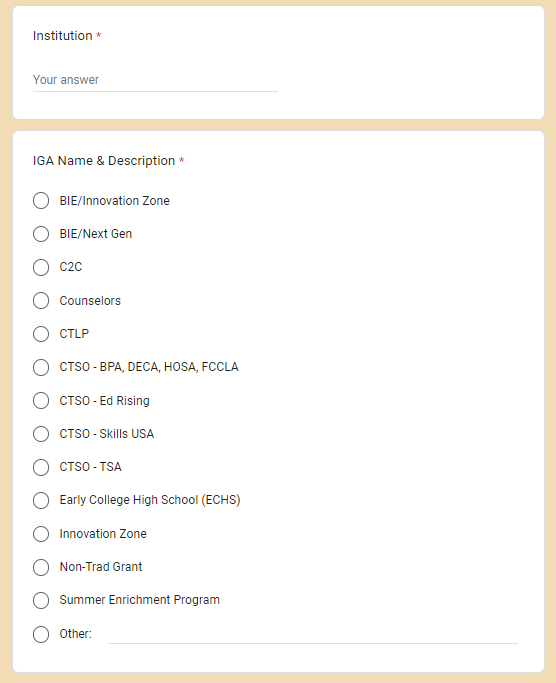 Institution *
Your answer
IGA Name & Description *
BIE/Innovation Zone
BIE/Next Gen
C2C
Counselors
CTLP
CTSO - BPA, DECA, HOSA, FCCLA
CTSO - Ed Rising
CTSO - Skills USA
CTSO - TSA
Early College High School (ECHS)
Innovation Zone
Non-Trad Grant
Summer Enrichment Program
Other: